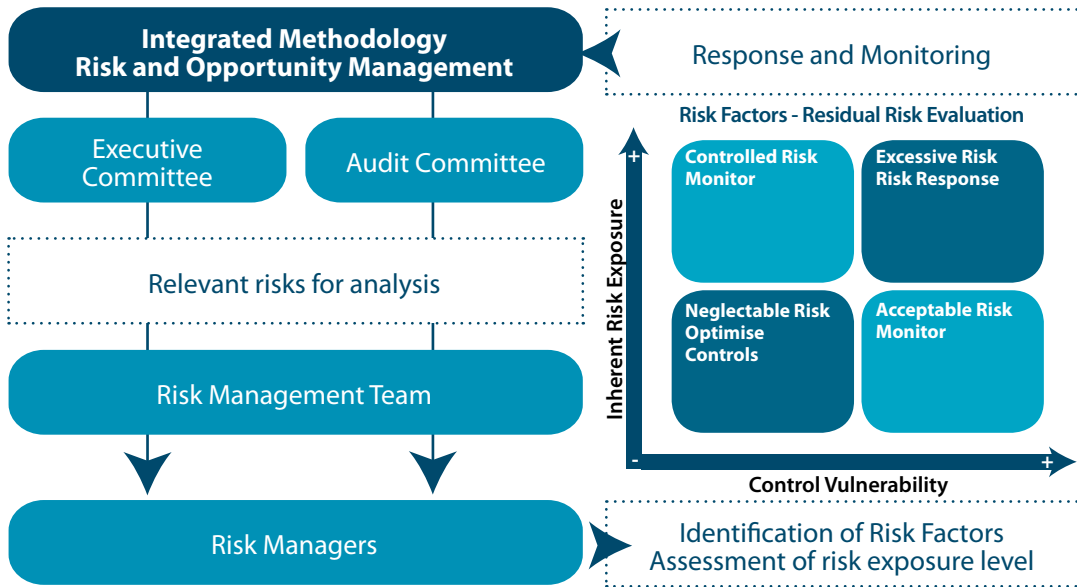 Integrated Methodology
Risk and Opportunity Management
Executive
Committee
Audit Committee
Relevant risks for analysis
Risk Management Team
Risk Managers
Response and Monitoring
Risk Factors - Residual Risk Evaluation
Inherent Risk Exposure
+
Controlled Risk
Monitor
Excessive Risk
Risk Response
Neglectable Risk
Optimise
Controls
Acceptable Risk
Monitor
-
+
Control Vulnerability
Identification of Risk Factors
Assessment of risk exposure level